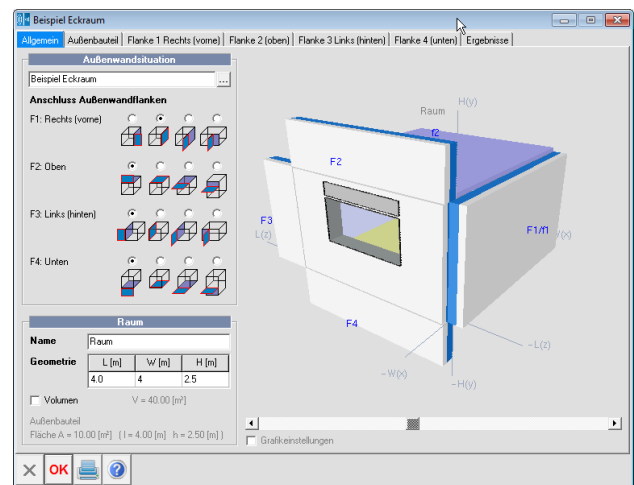 Beispiel Eckraum
Allgemein Außenbauteil Flanke 1 Rechts (vorne) Flanke 2 (oben) Flanke 3 Links (hinten) Flanke 4 (unten) Ergebnisse
Außenwandsituation
Beispiel Eckraum ...
Anschluss Außenwandflanken
F1: Rechts (vorne)
F2: Oben
F3: Links (hinten)
F4: Unten
Raum
Name Raum
Geometrie L [m] W [m] H [m]
4.0 4 2.5
Volumen V = 40.00 [m³]
Außenbauteil
Fläche A = 10.00 [m²] ( l = 4.00 [m] h = 2.50 [m] )
H(y)
Raum
f2
F2
F3
L(z)
F1/f1
W(x)
F4
-L(z)
-W(x)
-H(y)
Grafikeinstellungen
OK